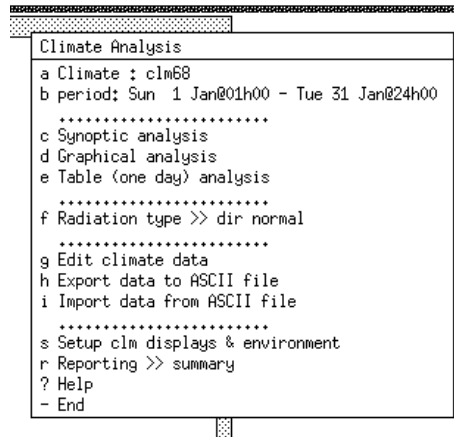 Climate Analysis
a Climate : clm68
b period: Sun  1 Jan@01h00 - Tue 31 Jan@24h00
........................
c Synoptic analysis
d Graphical analysis
e Table (one day) analysis
........................
f Radiation type >> dir normal
........................
g Edit climate data
h Export data to ASCII file
i Import data from ASCII file
........................
s Setup clm displays & environment
r Reporting >> summary
? Help
- End